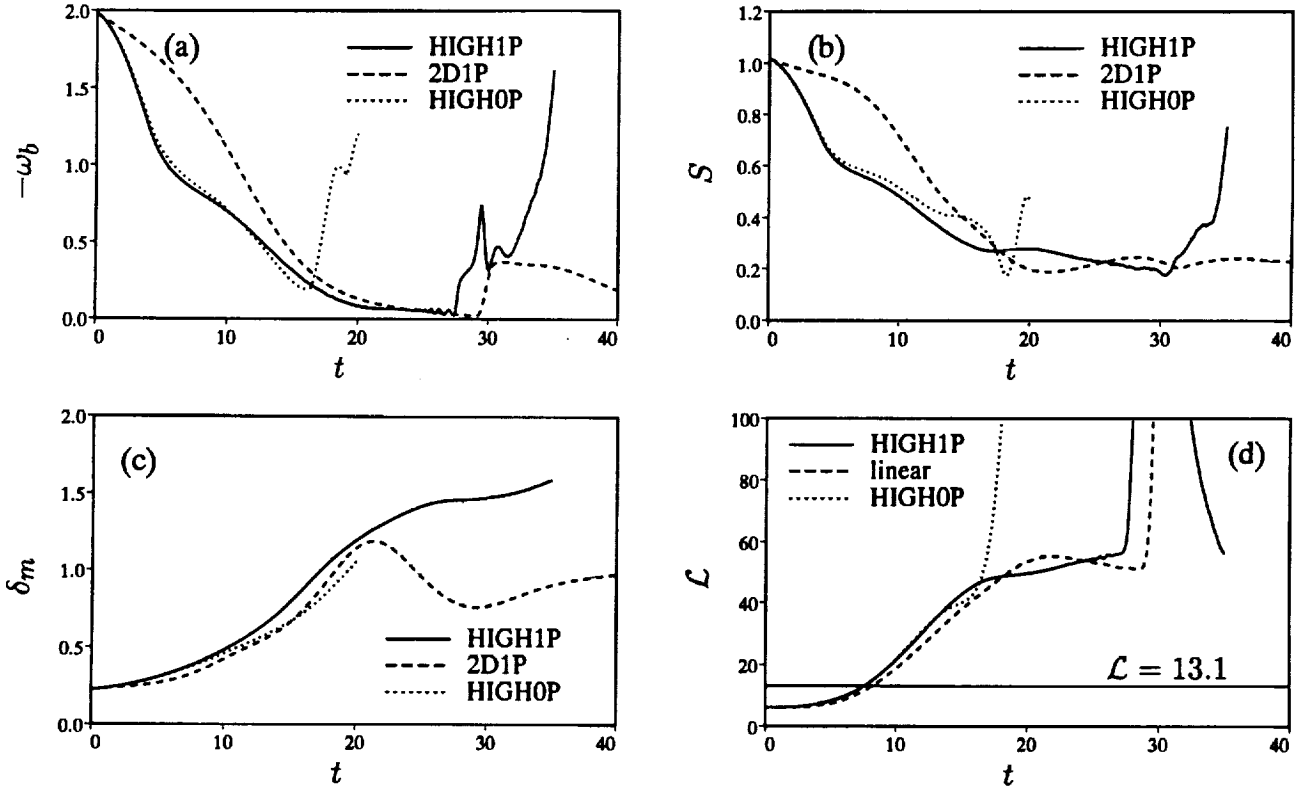 (a)
−ω_b
2.0
1.5
1.0
0.5
0.0
HIGH1P
2D1P
HIGH0P
0 10 20 30 40
t
(b)
S
1.2
1.0
0.8
0.6
0.4
0.2
0.0
HIGH1P
2D1P
HIGH0P
0 10 20 30 40
t
(c)
δ_m
2.0
1.5
1.0
0.5
0.0
HIGH1P
2D1P
HIGH0P
0 10 20 30 40
t
(d)
ℒ
100
80
60
40
20
0
HIGH1P
linear
HIGH0P
ℒ = 13.1
0 10 20 30 40
t